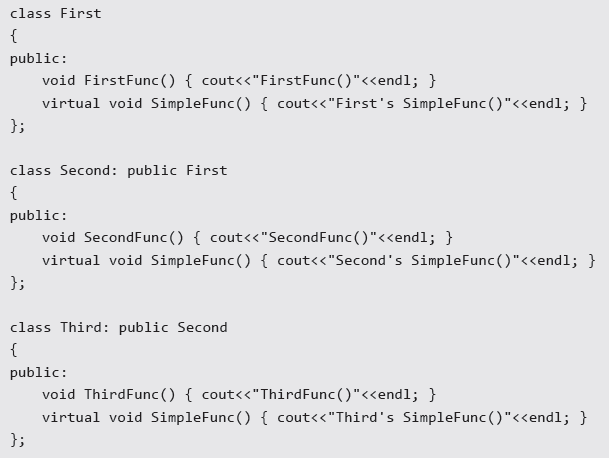 class First
{
public:
void FirstFunc() { cout<<"FirstFunc()"<<endl; }
virtual void SimpleFunc() { cout<<"First's SimpleFunc()"<<endl; }
};
class Second: public First
{
public:
void SecondFunc() { cout<<"SecondFunc()"<<endl; }
virtual void SimpleFunc() { cout<<"Second's SimpleFunc()"<<endl; }
};
class Third: public Second
{
public:
void ThirdFunc() { cout<<"ThirdFunc()"<<endl; }
virtual void SimpleFunc() { cout<<"Third's SimpleFunc()"<<endl; }
};